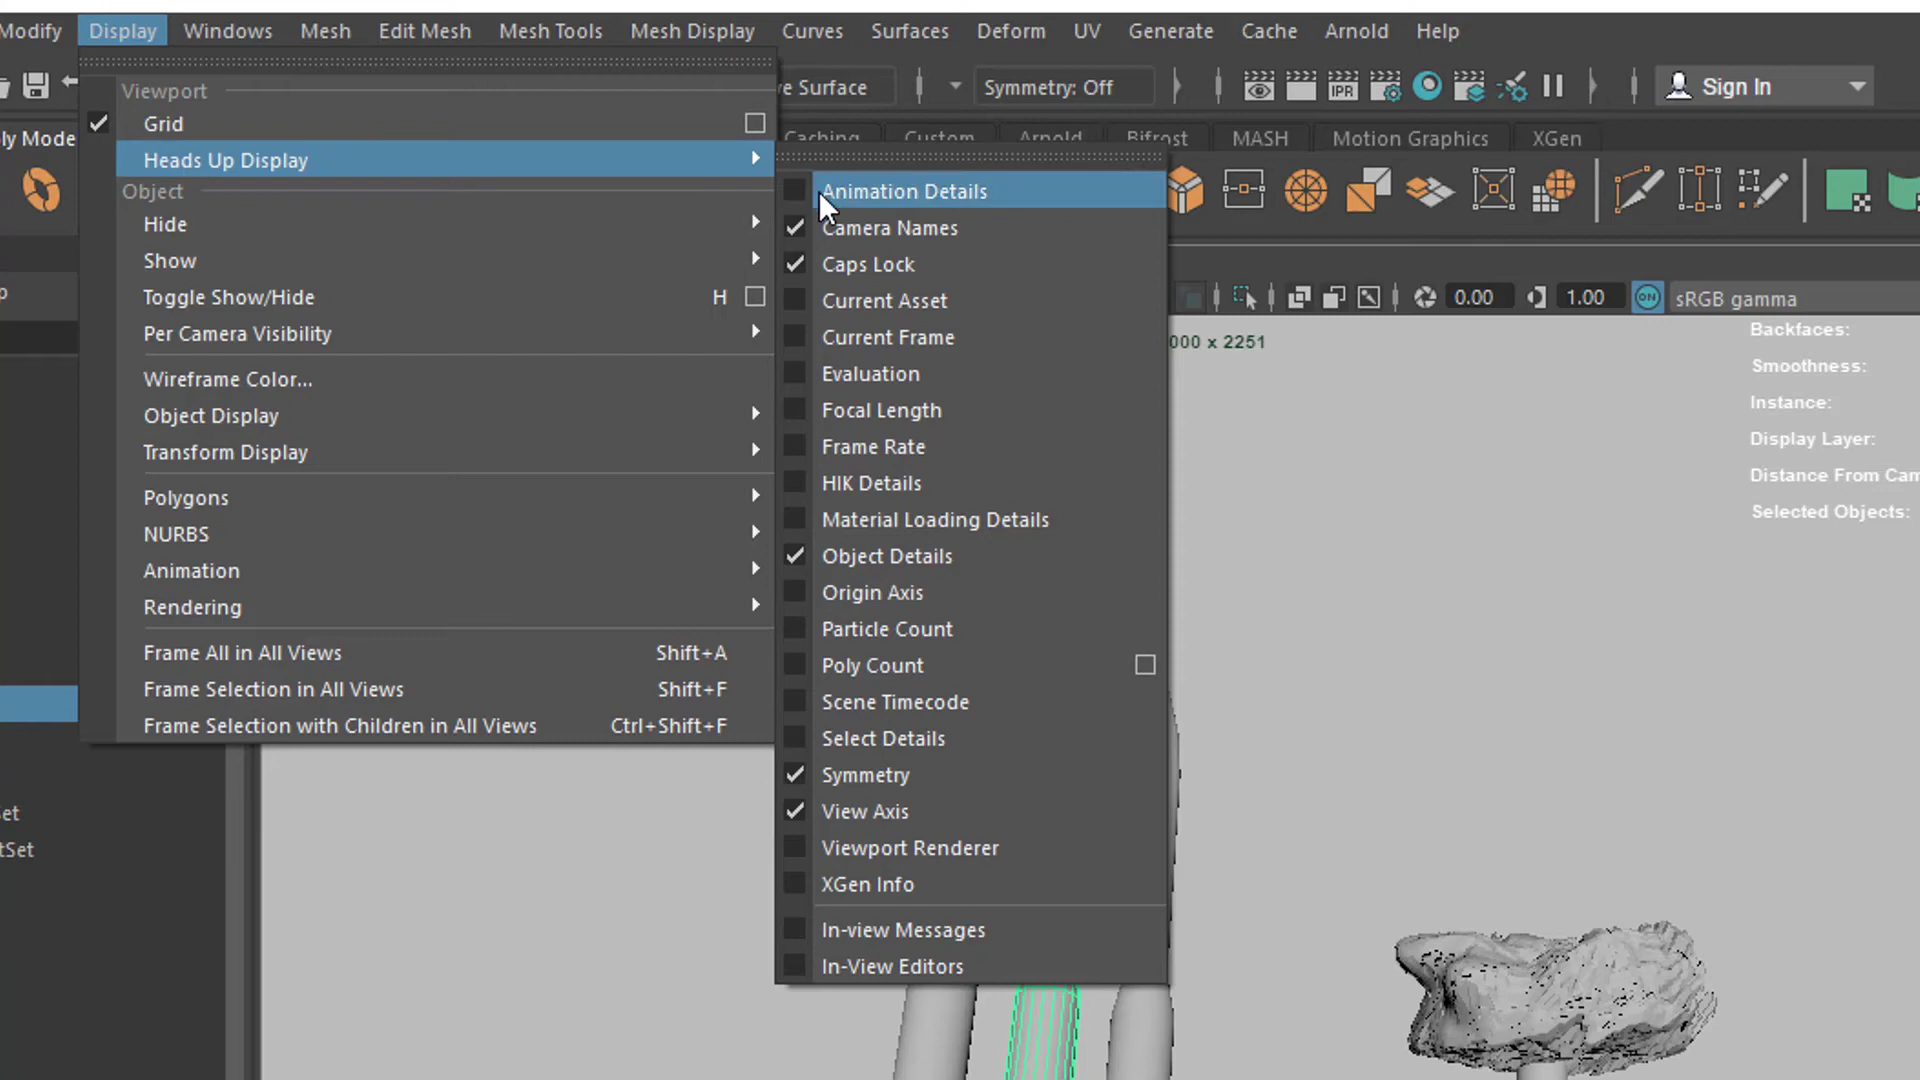 Modify Display Windows Mesh Edit Mesh Mesh Tools Mesh Display Curves Surfaces Deform UV Generate Cache Arnold Help
ve Surface Symmetry: Off IPR Sign In
ly Mode Caching Custom Arnold Bifrost MASH Motion Graphics XGen
Viewport
Grid
Heads Up Display
Object
Hide
Show
Toggle Show/Hide H
Per Camera Visibility
Wireframe Color...
Object Display
Transform Display
Polygons
NURBS
Animation
Rendering
Frame All in All Views Shift+A
Frame Selection in All Views Shift+F
Frame Selection with Children in All Views Ctrl+Shift+F
Animation Details
Camera Names
Caps Lock
Current Asset
Current Frame
Evaluation
Focal Length
Frame Rate
HIK Details
Material Loading Details
Object Details
Origin Axis
Particle Count
Poly Count
Scene Timecode
Select Details
Symmetry
View Axis
Viewport Renderer
XGen Info
In-view Messages
In-View Editors
0.00 1.00 ON sRGB gamma
000 x 2251
Backfaces:
Smoothness:
Instance:
Display Layer:
Distance From Cam
Selected Objects:
p
et
tSet